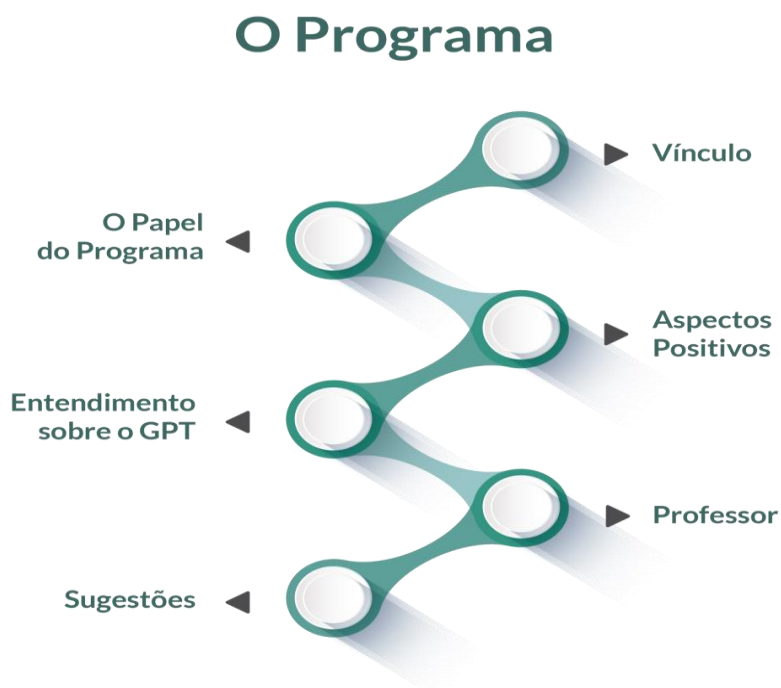 O Programa
Vínculo
O Papel
do Programa
Aspectos
Positivos
Entendimento
sobre o GPT
Professor
Sugestões